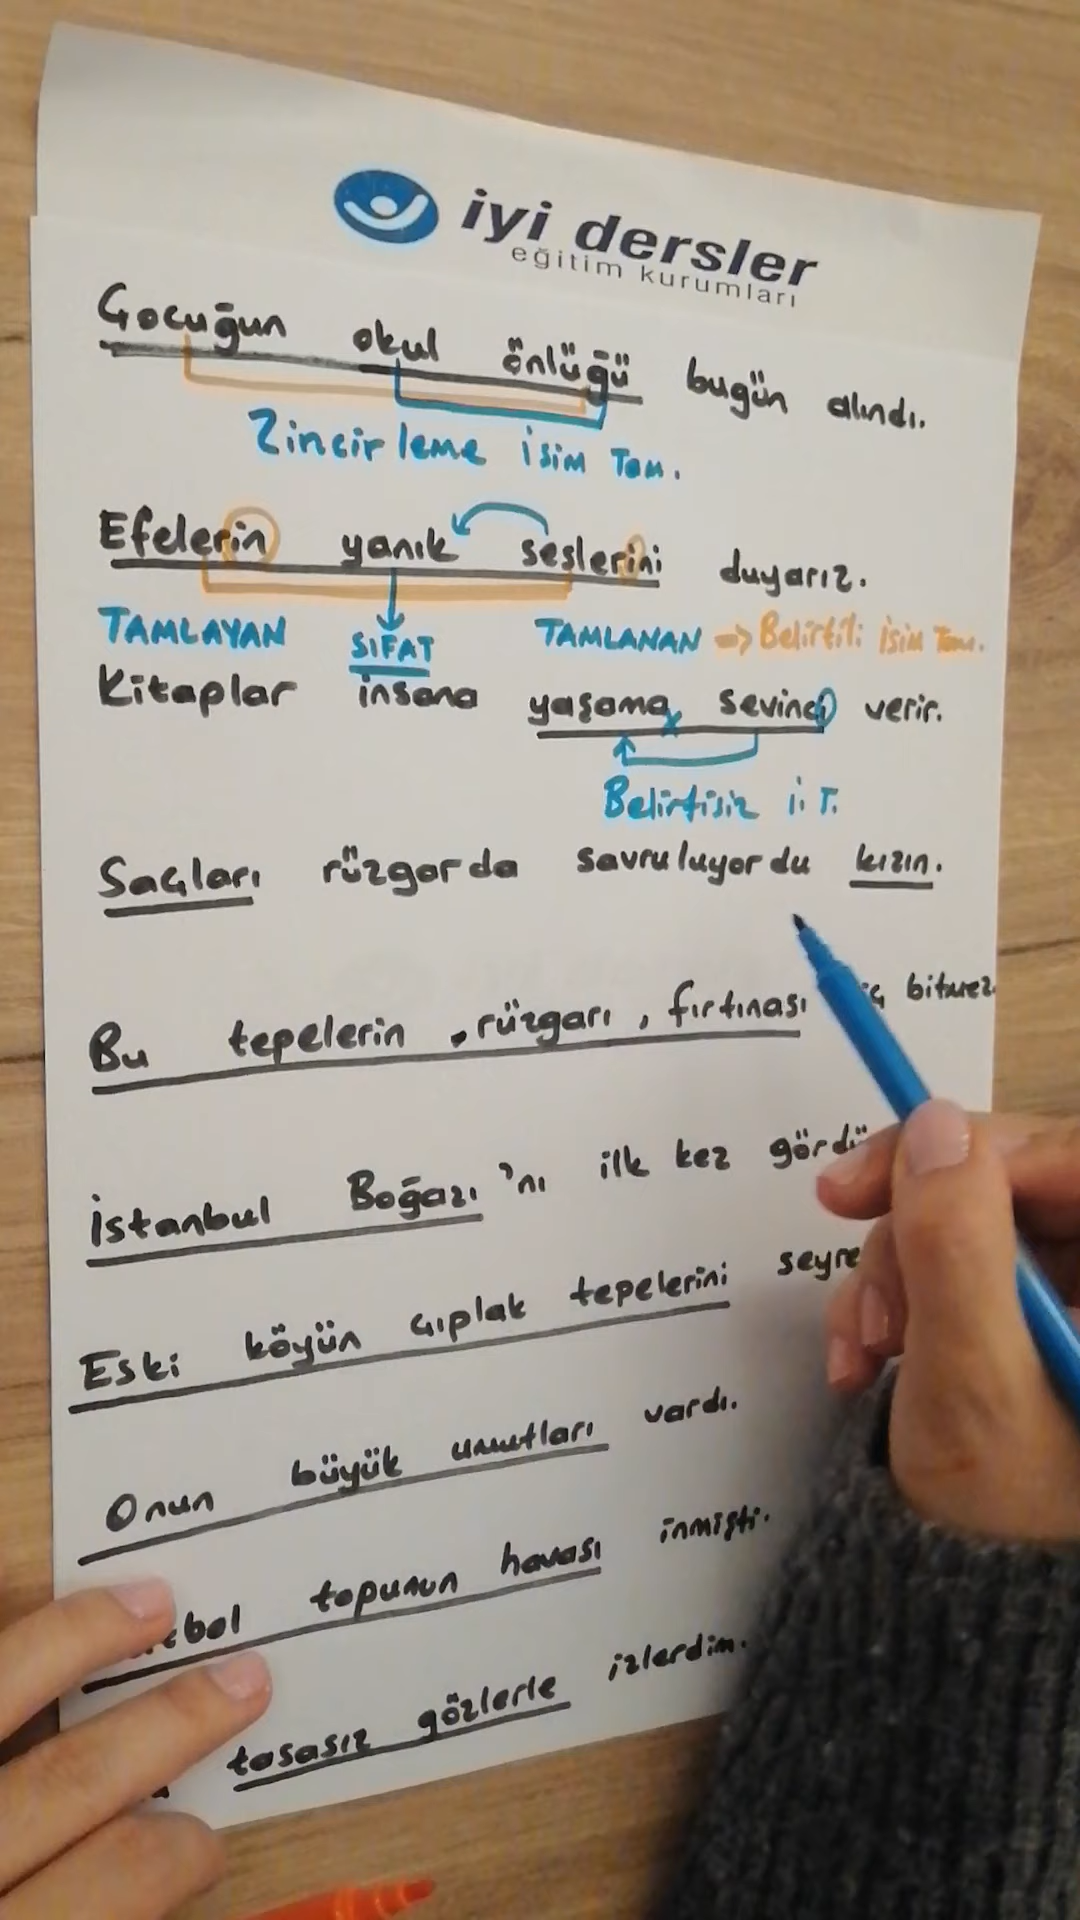 iyi dersler
eğitim kurumları
Çocuğun okul önlüğü bugün alındı.
Zincirleme İsim Tam.
Efelerin yanık seslerini duyarız.
TAMLAYAN SIFAT TAMLANAN => Belirtili İsim Tam.
Kitaplar insana yaşama sevinci verir.
x
Belirtisiz İ.T.
Saçları rüzgarda savruluyordu kızın.
Bu tepelerin, rüzgarı, fırtınası bitmez.
İstanbul Boğazı'nı ilk kez gördü
Eski köyün çıplak tepelerini seyre
Onun büyük umutları vardı.
topunun havası inmişti.
tasasız gözlerle izlerdim.